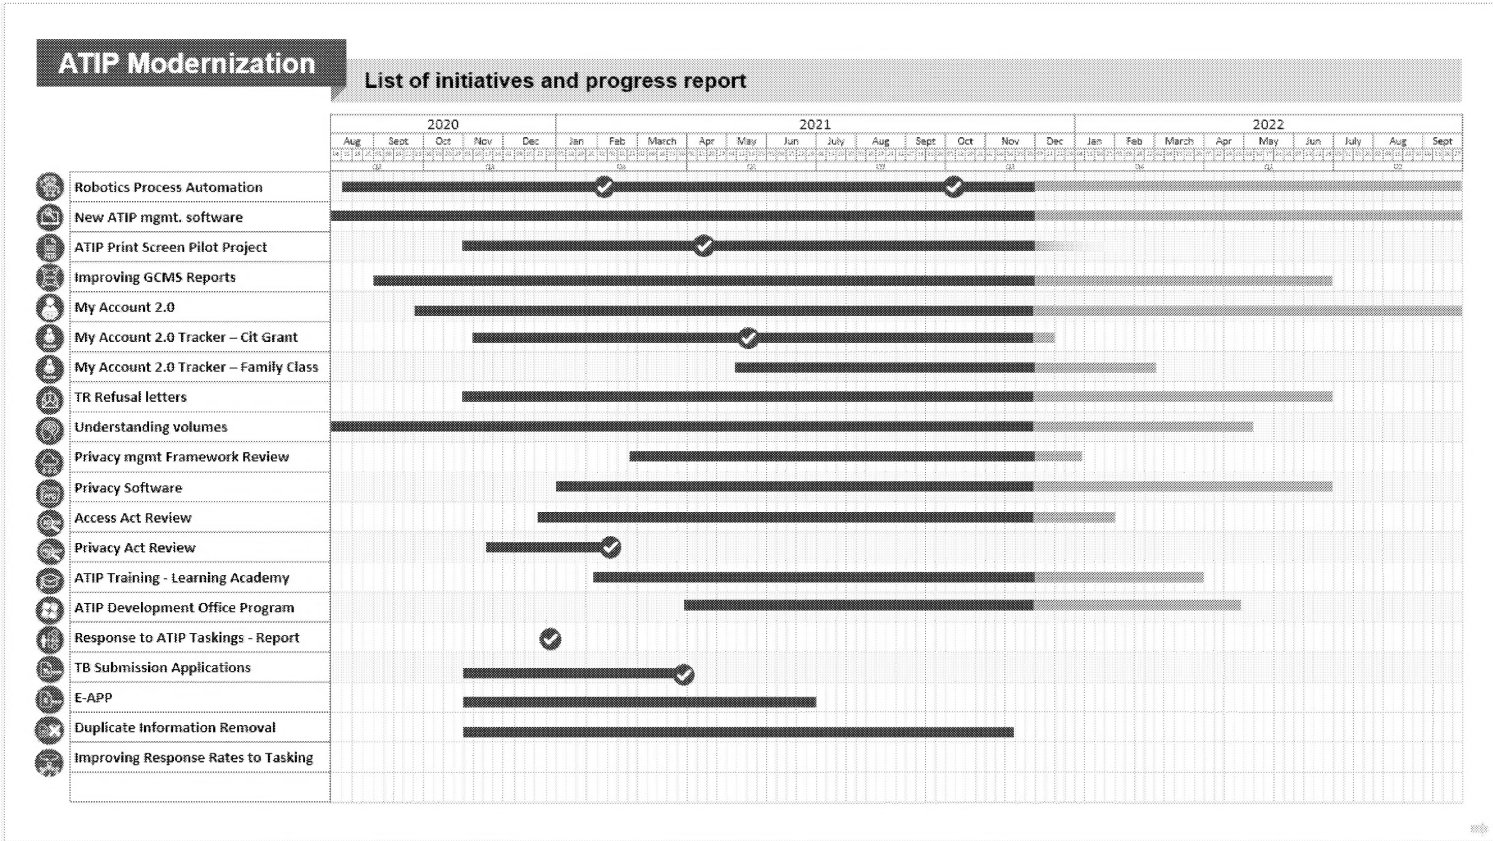 ATIP Modernization
List of initiatives and progress report
2020 2021 2022
Aug Sept Oct Nov Dec Jan Feb March Apr May Jun July Aug Sept Oct Nov Dec Jan Feb March Apr May Jun July Aug Sept
Robotics Process Automation
New ATIP mgmt. software
ATIP Print Screen Pilot Project
Improving GCMS Reports
My Account 2.0
My Account 2.0 Tracker – Cit Grant
My Account 2.0 Tracker – Family Class
TR Refusal letters
Understanding volumes
Privacy mgmt Framework Review
Privacy Software
Access Act Review
Privacy Act Review
ATIP Training - Learning Academy
ATIP Development Office Program
Response to ATIP Taskings - Report
TB Submission Applications
E-APP
Duplicate Information Removal
Improving Response Rates to Tasking